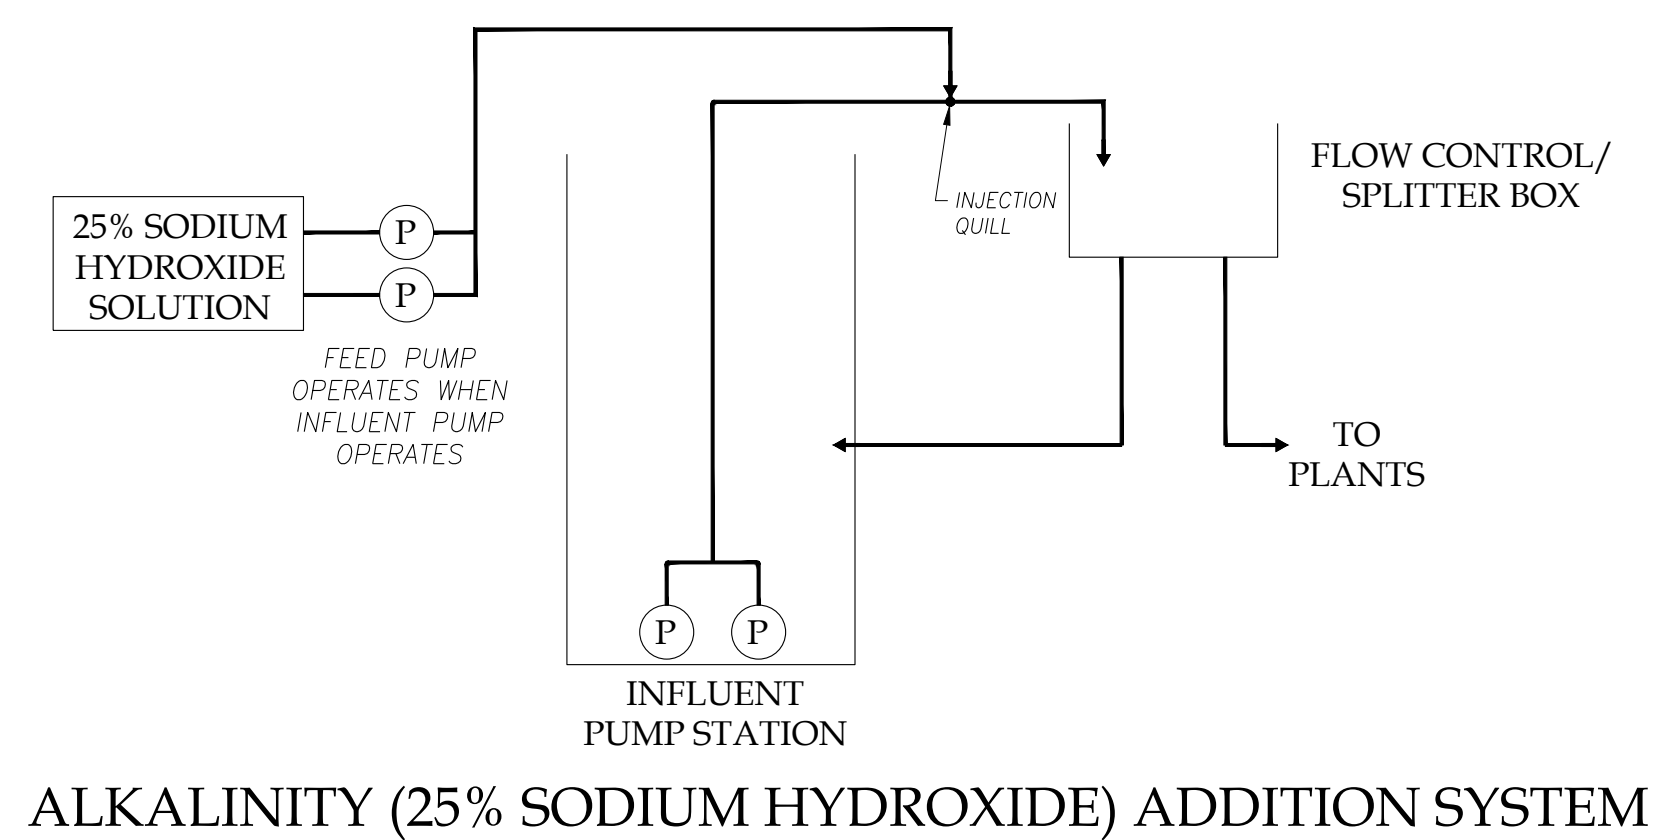 INJECTION
QUILL
FLOW CONTROL/
SPLITTER BOX
25% SODIUM
HYDROXIDE
SOLUTION
P
P
FEED PUMP
OPERATES WHEN
INFLUENT PUMP
OPERATES
TO
PLANTS
P
P
INFLUENT
PUMP STATION
ALKALINITY (25% SODIUM HYDROXIDE) ADDITION SYSTEM